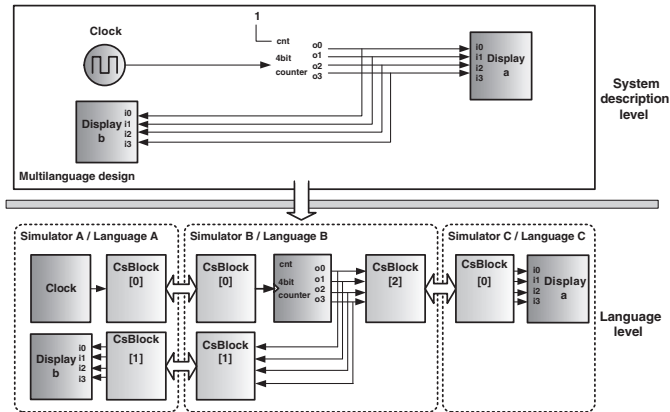 1
Clock
cnt
4bit
counter
o0
o1
o2
o3
i0
i1
i2
i3
Display
a
System
description
level
Display
b
i0
i1
i2
i3
Multilanguage design
Simulator A / Language A
Simulator B / Language B
Simulator C / Language C
Clock
CsBlock
[0]
CsBlock
[0]
cnt
4bit
counter
o0
o1
o2
o3
CsBlock
[2]
CsBlock
[0]
i0
i1
i2
i3
Display
a
Language
level
Display
b
i0
i1
i2
i3
CsBlock
[1]
CsBlock
[1]